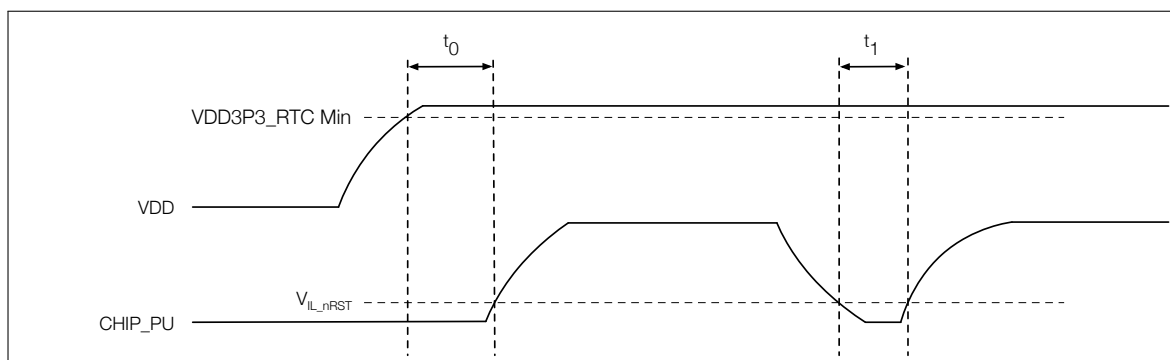 t0 t1
VDD3P3_RTC Min
VDD
VIL_nRST
CHIP_PU